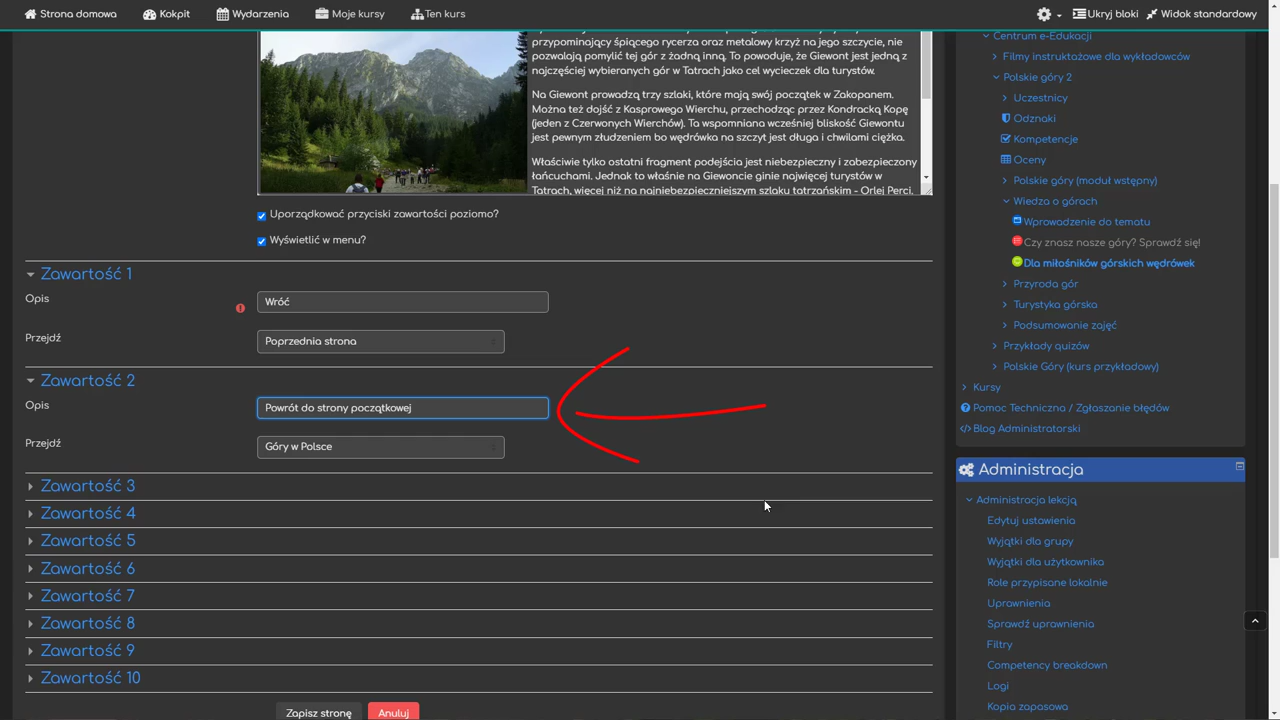 Strona domowa
Kokpit
Wydarzenia
Moje kursy
Ten kurs
Ukryj bloki
Widok standardowy
przypominający śpiącego rycerza oraz metalowy krzyż na jego szczycie, nie
pozwalają pomylić tej gór z żadną inną. To powoduje, że Giewont jest jedną z
najczęściej wybieranych gór w Tatrach jako cel wycieczek dla turystów.
Na Giewont prowadzą trzy szlaki, które mają swój początek w Zakopanem.
Można też dojść z Kasprowego Wierchu, przechodząc przez Kondracką Kopę
(jeden z Czerwonych Wierchów). Ta wspomniana wcześniej bliskość Giewontu
jest pewnym złudzeniem bo wędrówka na szczyt jest długa i chwilami ciężka.
Właściwie tylko ostatni fragment podejścia jest niebezpieczny i zabezpieczony
łańcuchami. Jednak to właśnie na Giewoncie ginie najwięcej turystów w
Tatrach, więcej niż na najniebezpieczniejszym szlaku tatrzańskim - Orlej Perci.
Uporządkować przyciski zawartości poziomo?
Wyświetlić w menu?
Zawartość 1
Opis
Wróć
Przejdź
Poprzednia strona
Zawartość 2
Opis
Powrót do strony początkowej
Przejdź
Góry w Polsce
Zawartość 3
Zawartość 4
Zawartość 5
Zawartość 6
Zawartość 7
Zawartość 8
Zawartość 9
Zawartość 10
Zapisz stronę
Anuluj
Centrum e-Edukacji
Filmy instruktażowe dla wykładowców
Polskie góry 2
Uczestnicy
Odznaki
Kompetencje
Oceny
Polskie góry (moduł wstępny)
Wiedza o górach
Wprowadzenie do tematu
Czy znasz nasze góry? Sprawdź się!
Dla miłośników górskich wędrówek
Przyroda gór
Turystyka górska
Podsumowanie zajęć
Przykłady quizów
Polskie Góry (kurs przykładowy)
Kursy
Pomoc Techniczna / Zgłaszanie błędów
Blog Administratorski
Administracja
Administracja lekcją
Edytuj ustawienia
Wyjątki dla grupy
Wyjątki dla użytkownika
Role przypisane lokalnie
Uprawnienia
Sprawdź uprawnienia
Filtry
Competency breakdown
Logi
Kopia zapasowa